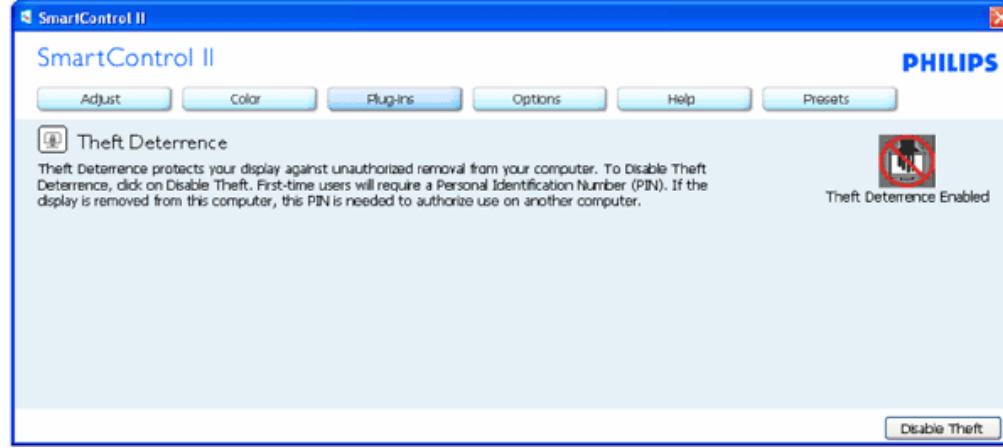 SmartControl II
SmartControl II
PHILIPS
Adjust Color Plug-Ins Options Help Presets
Theft Deterrence
Theft Deterrence protects your display against unauthorized removal from your computer. To Disable Theft
Deterrence, click on Disable Theft. First-time users will require a Personal Identification Number (PIN). If the
display is removed from this computer, this PIN is needed to authorize use on another computer.
Theft Deterrence Enabled
Disable Theft